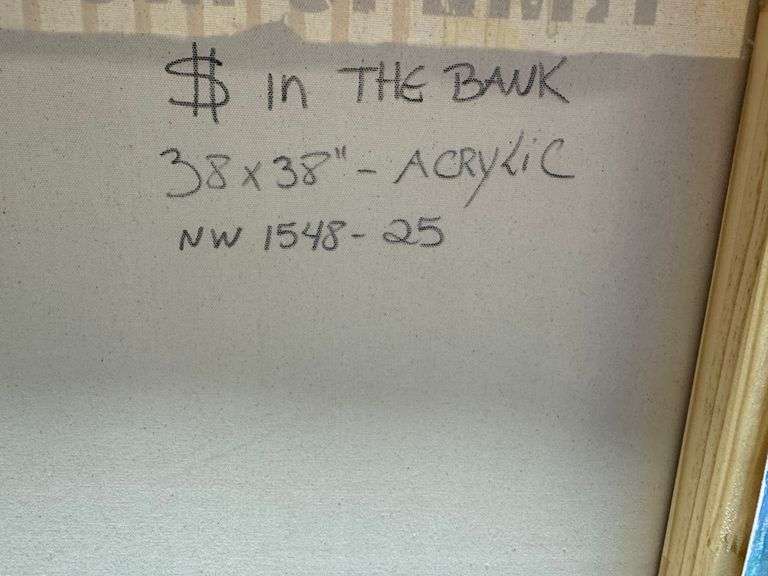 $ in THE BANK
38 x 38" - ACRYLIC
NW 1548 - 25